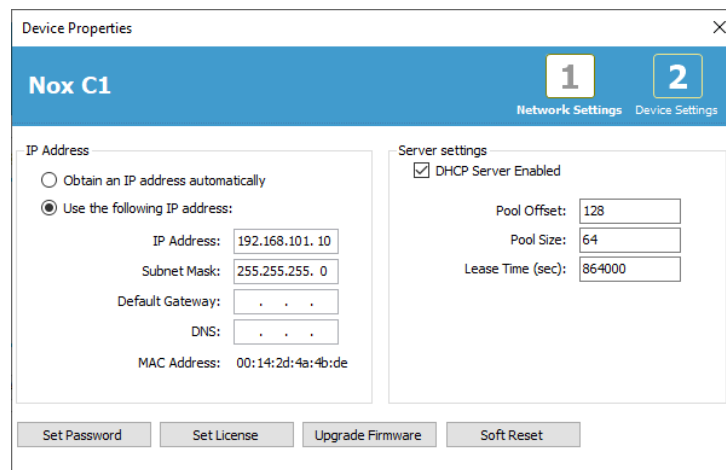 Device Properties
Nox C1
1
Network Settings
2
Device Settings
IP Address
Obtain an IP address automatically
Use the following IP address:
IP Address: 192.168.101. 10
Subnet Mask: 255.255.255. 0
Default Gateway: . . .
DNS: . . .
MAC Address: 00:14:2d:4a:4b:de
Server settings
DHCP Server Enabled
Pool Offset: 128
Pool Size: 64
Lease Time (sec): 864000
Set Password
Set License
Upgrade Firmware
Soft Reset